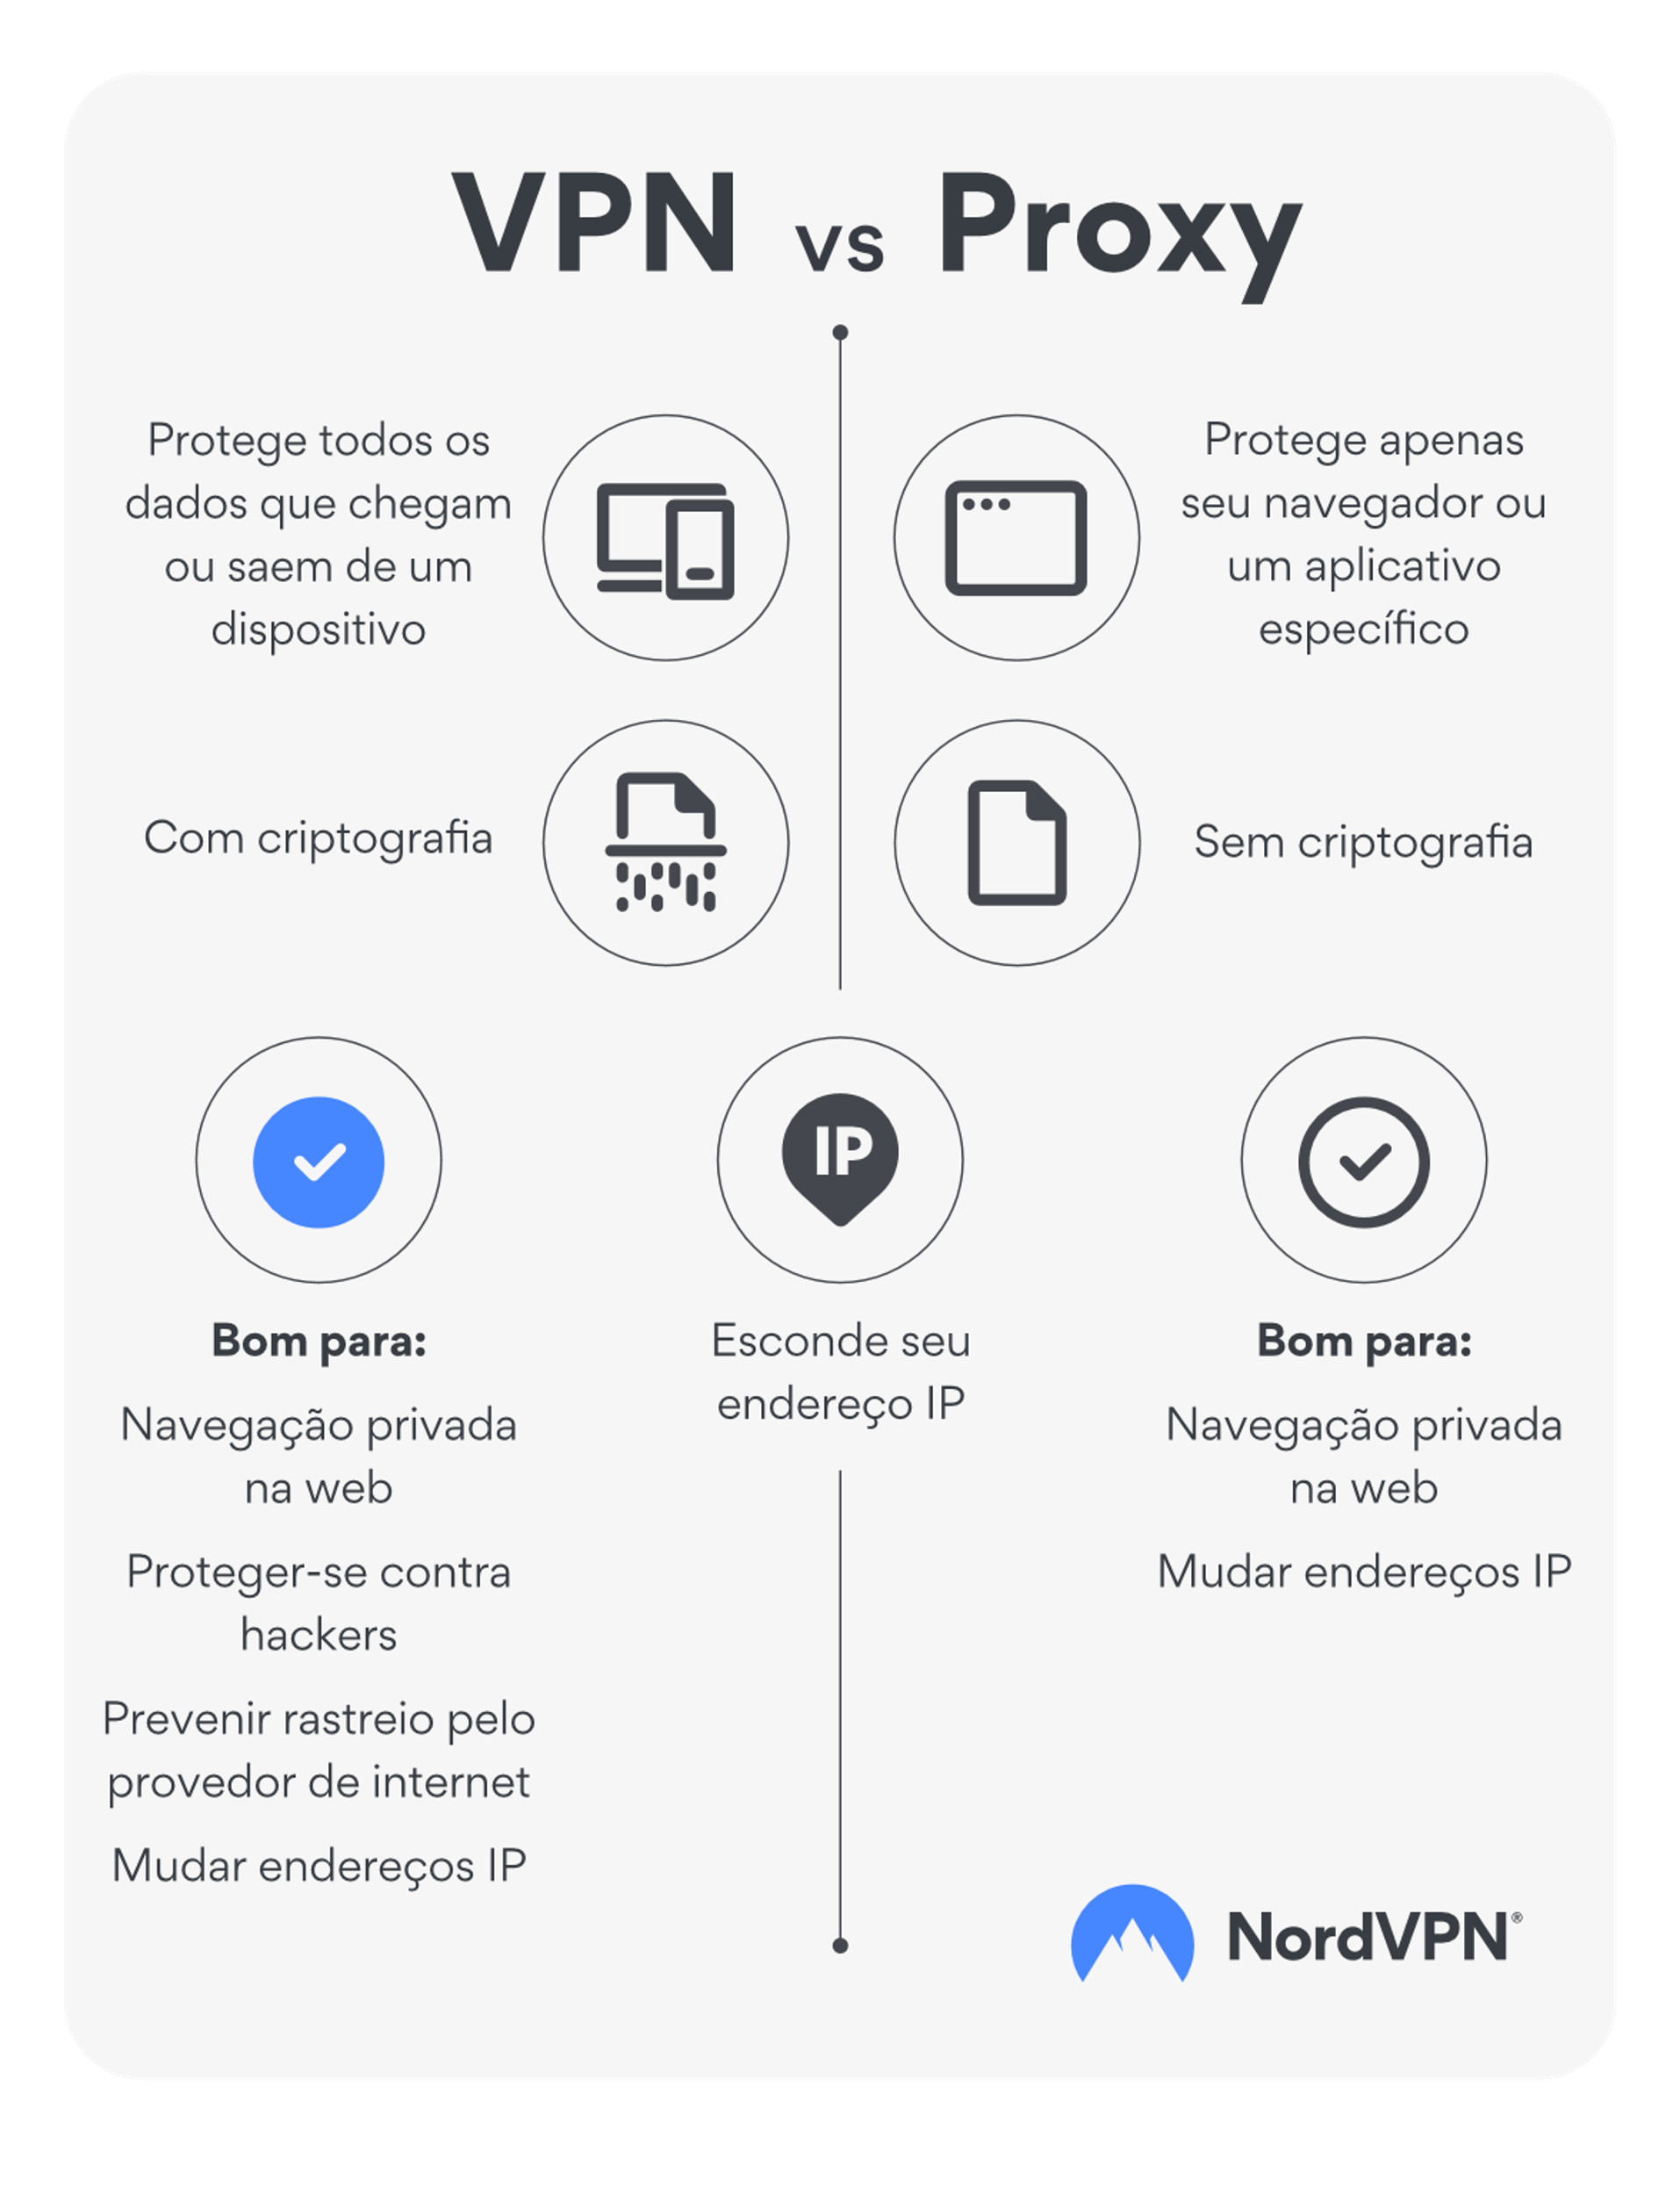 VPN vs Proxy
Protege todos os
dados que chegam
ou saem de um
dispositivo
Protege apenas
seu navegador ou
um aplicativo
específico
Com criptografia
Sem criptografia
IP
Bom para:
Navegação privada
na web
Proteger-se contra
hackers
Prevenir rastreio pelo
provedor de internet
Mudar endereços IP
Esconde seu
endereço IP
Bom para:
Navegação privada
na web
Mudar endereços IP
NordVPN®